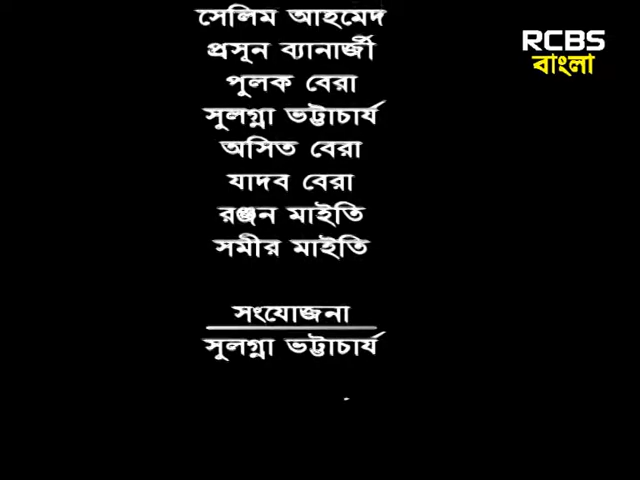 সেলিম আহমেদ
প্রসূন ব্যানার্জী
পুলক বেরা
সুলগ্না ভট্টাচার্য
অসিত বেরা
যাদব বেরা
রঞ্জন মাইতি
সমীর মাইতি
সংযোজনা
সুলগ্না ভট্টাচার্য
RCBS
বাংলা